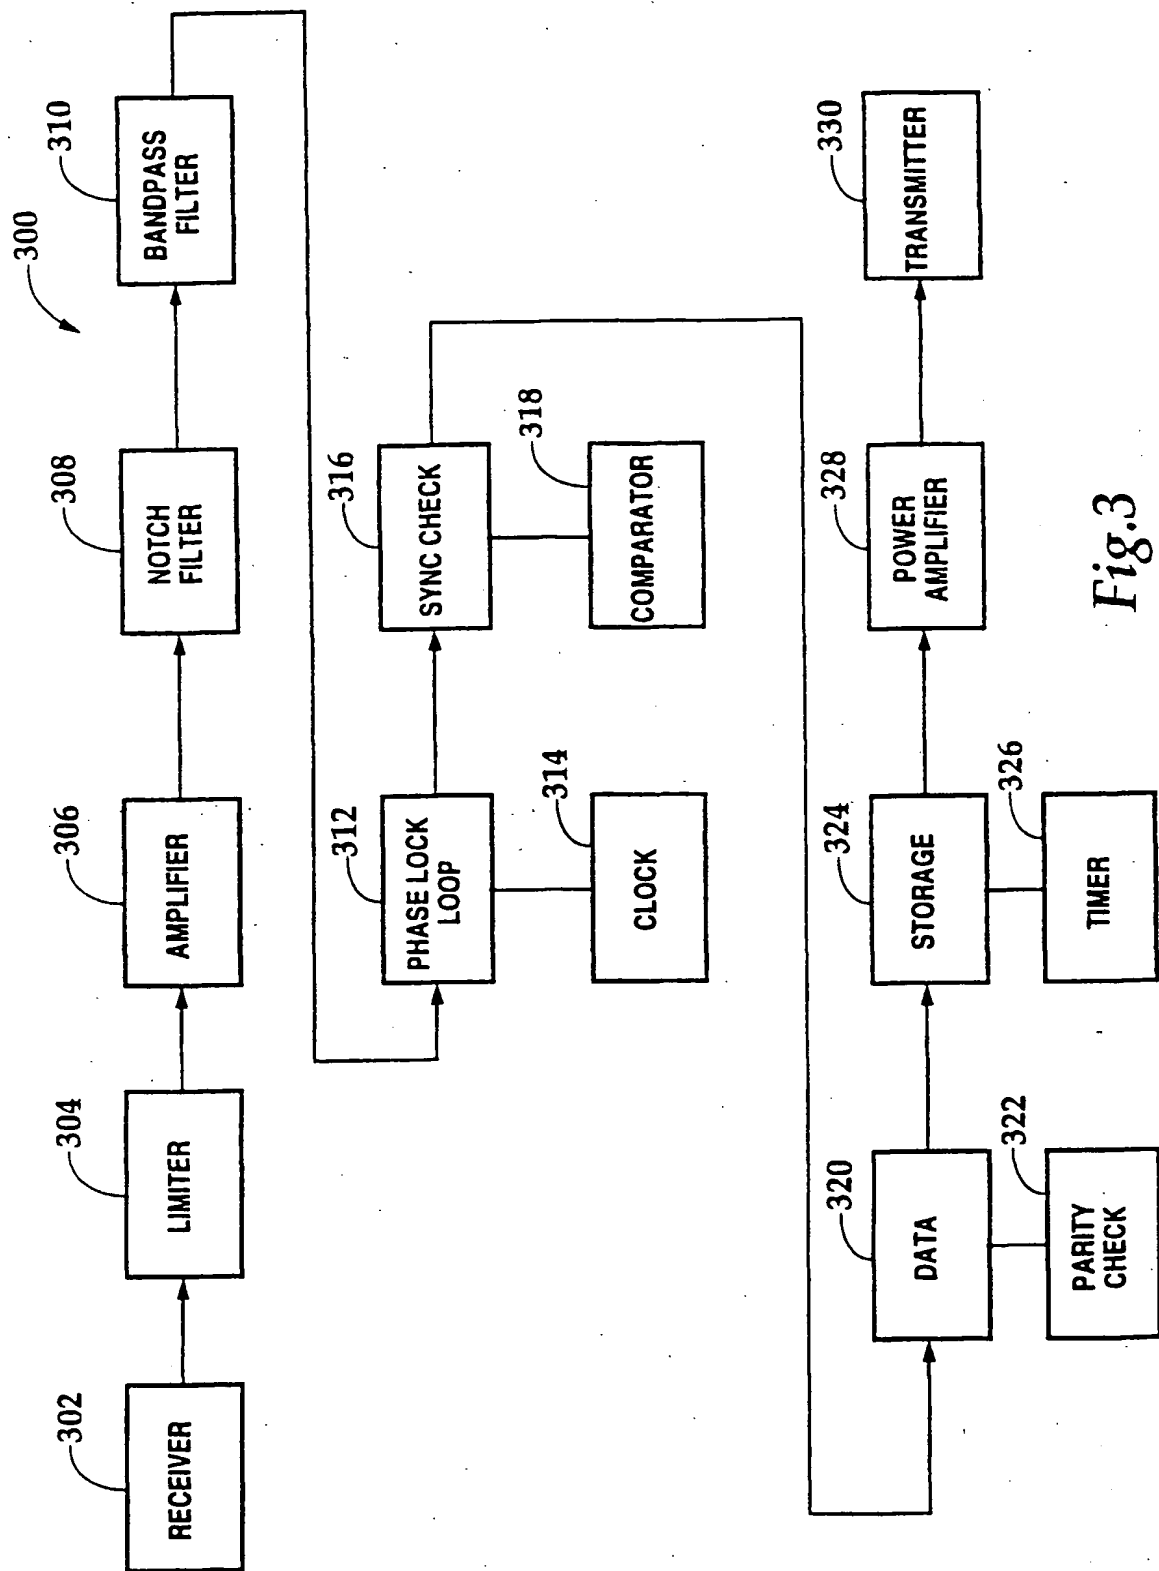 300
302
RECEIVER
304
LIMITER
306
AMPLIFIER
308
NOTCH
FILTER
310
BANDPASS
FILTER
312
PHASE LOCK
LOOP
314
CLOCK
316
SYNC CHECK
318
COMPARATOR
320
DATA
322
PARITY
CHECK
324
STORAGE
326
TIMER
328
POWER
AMPLIFIER
330
TRANSMITTER
Fig.3